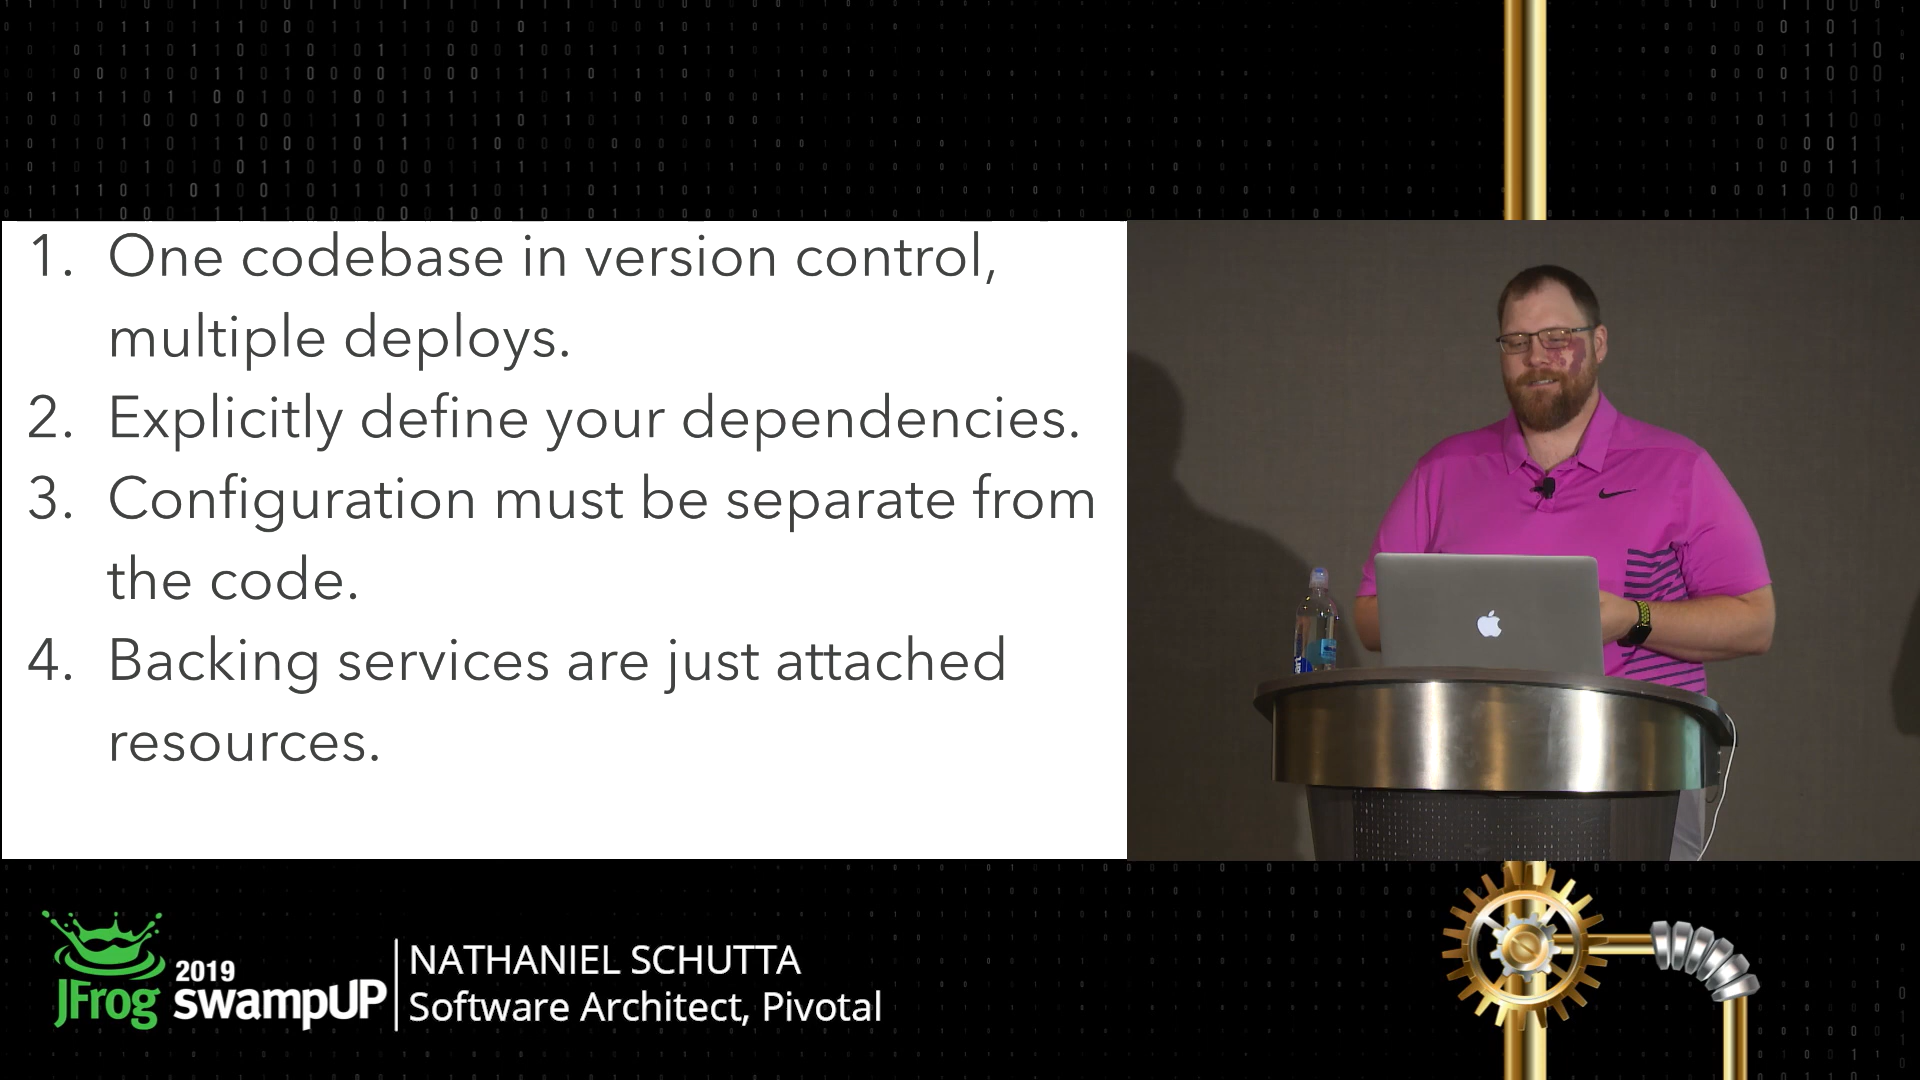 1. One codebase in version control,
multiple deploys.
2. Explicitly define your dependencies.
3. Configuration must be separate from
the code.
4. Backing services are just attached
resources.
JFrog
2019
swampUP
NATHANIEL SCHUTTA
Software Architect, Pivotal